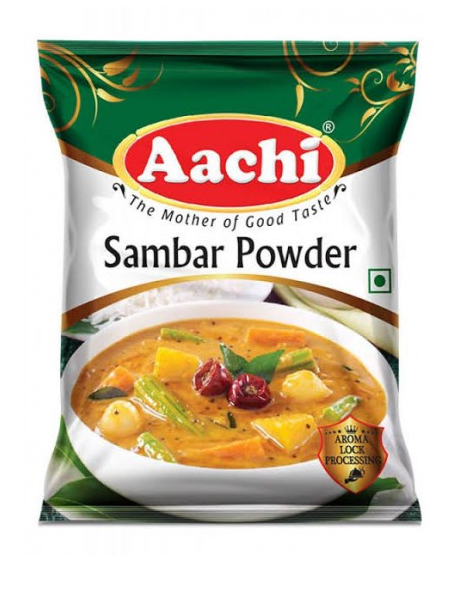 Aachi®
The Mother of Good Taste
Sambar Powder
AROMA
LOCK
PROCESSING